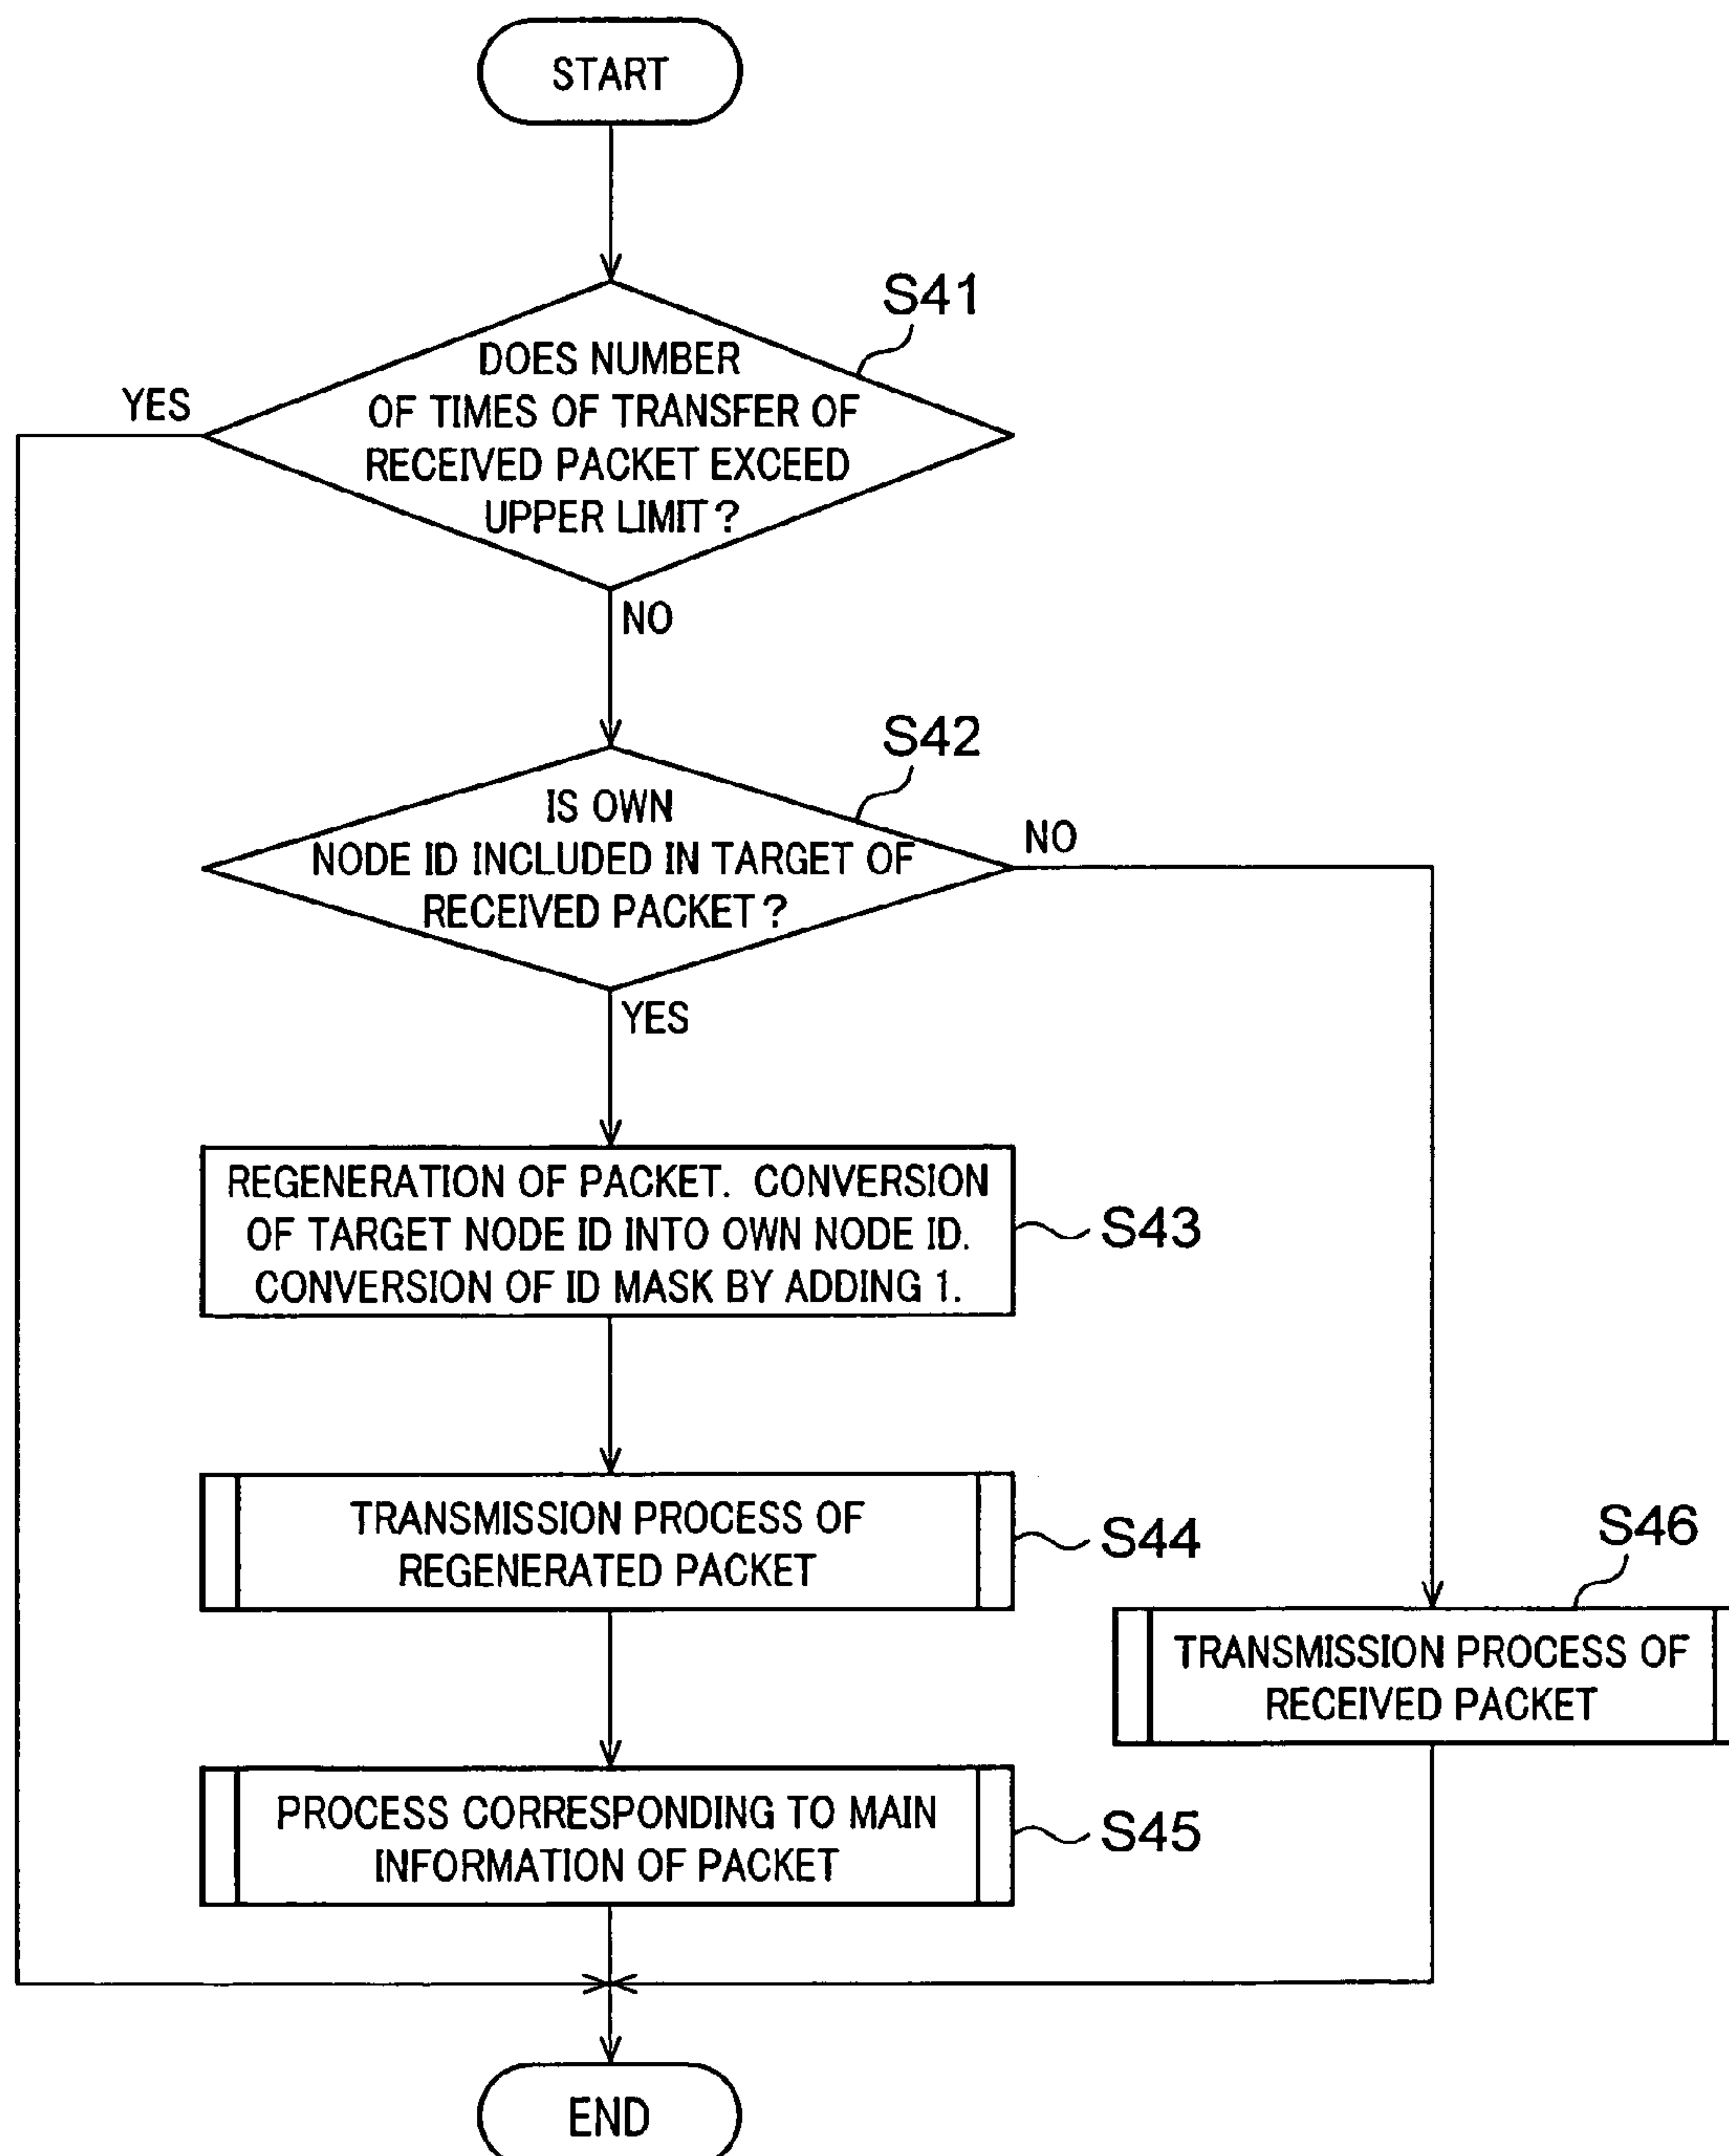 START
S41
DOES NUMBER
OF TIMES OF TRANSFER OF
RECEIVED PACKET EXCEED
UPPER LIMIT?
YES
NO
S42
IS OWN
NODE ID INCLUDED IN TARGET OF
RECEIVED PACKET?
NO
YES
REGENERATION OF PACKET. CONVERSION
OF TARGET NODE ID INTO OWN NODE ID.
CONVERSION OF ID MASK BY ADDING 1.
S43
TRANSMISSION PROCESS OF
REGENERATED PACKET
S44
S46
TRANSMISSION PROCESS OF
RECEIVED PACKET
PROCESS CORRESPONDING TO MAIN
INFORMATION OF PACKET
S45
END